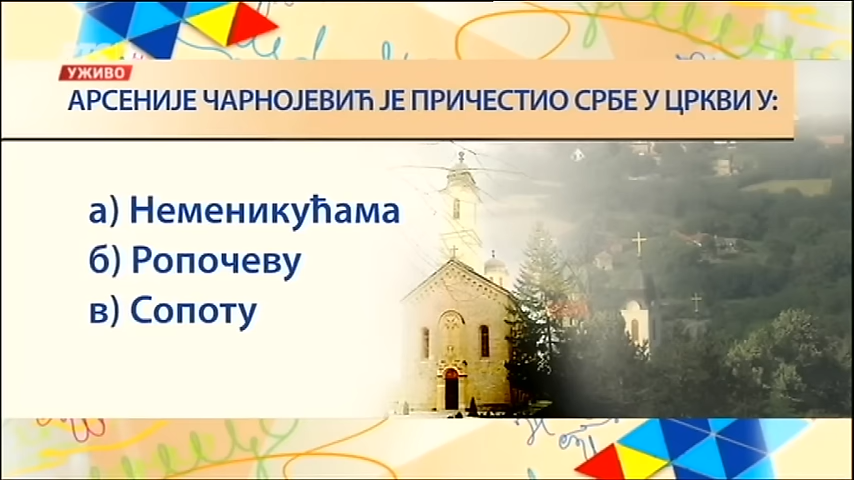 УЖИВО
АРСЕНИЈЕ ЧАРНОЈЕВИЋ ЈЕ ПРИЧЕСТИО СРБЕ У ЦРКВИ У:
а) Неменикућама
б) Ропочеву
в) Сопоту